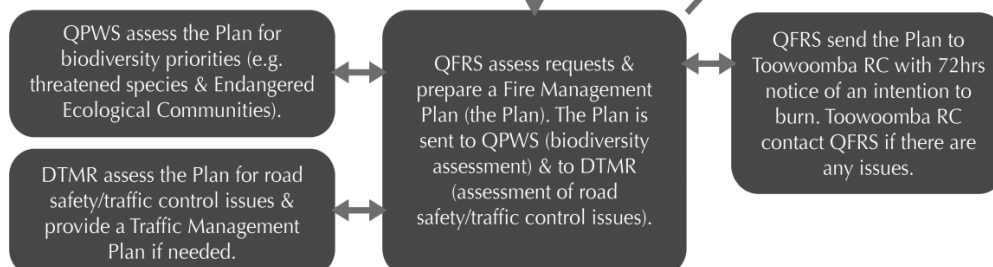 QPWS assess the Plan for
biodiversity priorities (e.g.
threatened species & Endangered
Ecological Communities).
DTMR assess the Plan for road
safety/traffic control issues &
provide a Traffic Management
Plan if needed.
QFRS assess requests &
prepare a Fire Management
Plan (the Plan). The Plan is
sent to QPWS (biodiversity
assessment) & to DTMR
(assessment of road
safety/traffic control issues).
QFRS send the Plan to
Toowoomba RC with 72hrs
notice of an intention to
burn. Toowoomba RC
contact QFRS if there are
any issues.